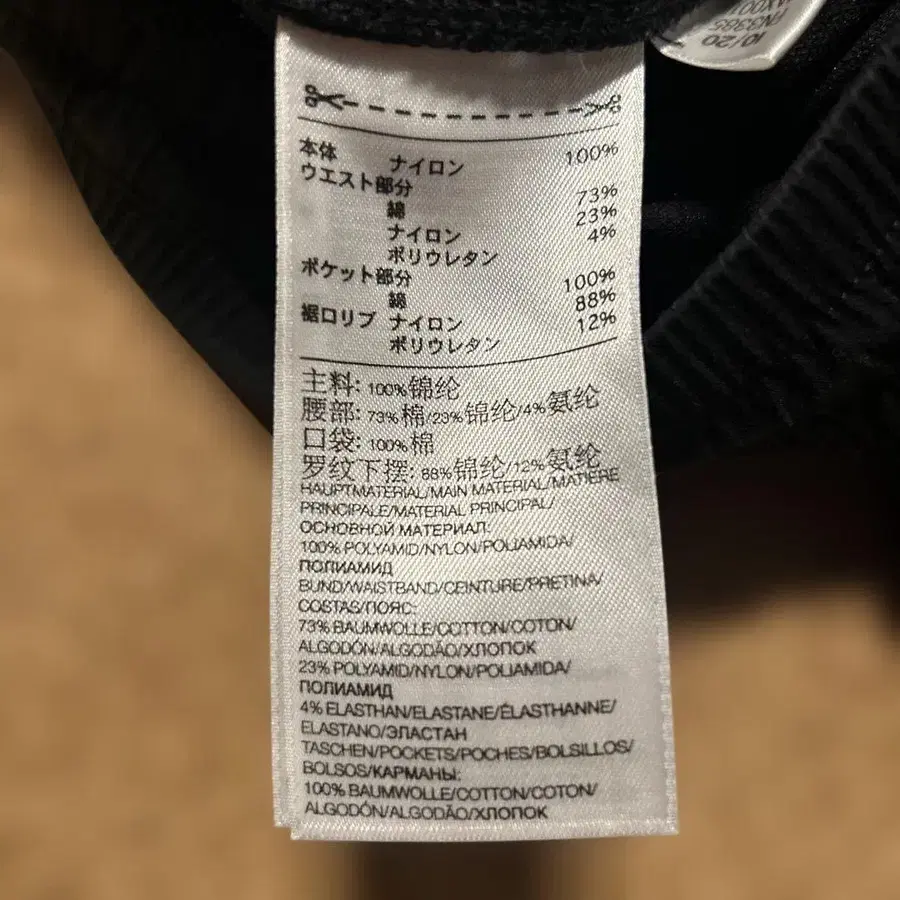 10/20
FN3385
本体 ナイロン 100%
ウエスト部分
綿 73%
ナイロン 23%
ポリウレタン 4%
ポケット部分
綿 100%
裾口リブ ナイロン 88%
ポリウレタン 12%
主料: 100%锦纶
腰部: 73%棉/23%锦纶/4%氨纶
口袋: 100%棉
罗纹下摆: 88%锦纶/12%氨纶
HAUPTMATERIAL/MAIN MATERIAL/MATIÈRE
PRINCIPALE/MATERIAL PRINCIPAL/
ОСНОВНОЙ МАТЕРИАЛ:
100% POLYAMID/NYLON/POLIAMIDA/
ПОЛИАМИД
BUND/WAISTBAND/CEINTURE/PRETINA/
COSTAS/ПОЯС:
73% BAUMWOLLE/COTTON/COTON/
ALGODÓN/ALGODÃO/ХЛОПОК
23% POLYAMID/NYLON/POLIAMIDA/
ПОЛИАМИД
4% ELASTHAN/ELASTANE/ÉLASTHANNE/
ELASTANO/ЭЛАСТАН
TASCHEN/POCKETS/POCHES/BOLSILLOS/
BOLSOS/КАРМАНЫ:
100% BAUMWOLLE/COTTON/COTON/
ALGODÓN/ALGODÃO/ХЛОПОК